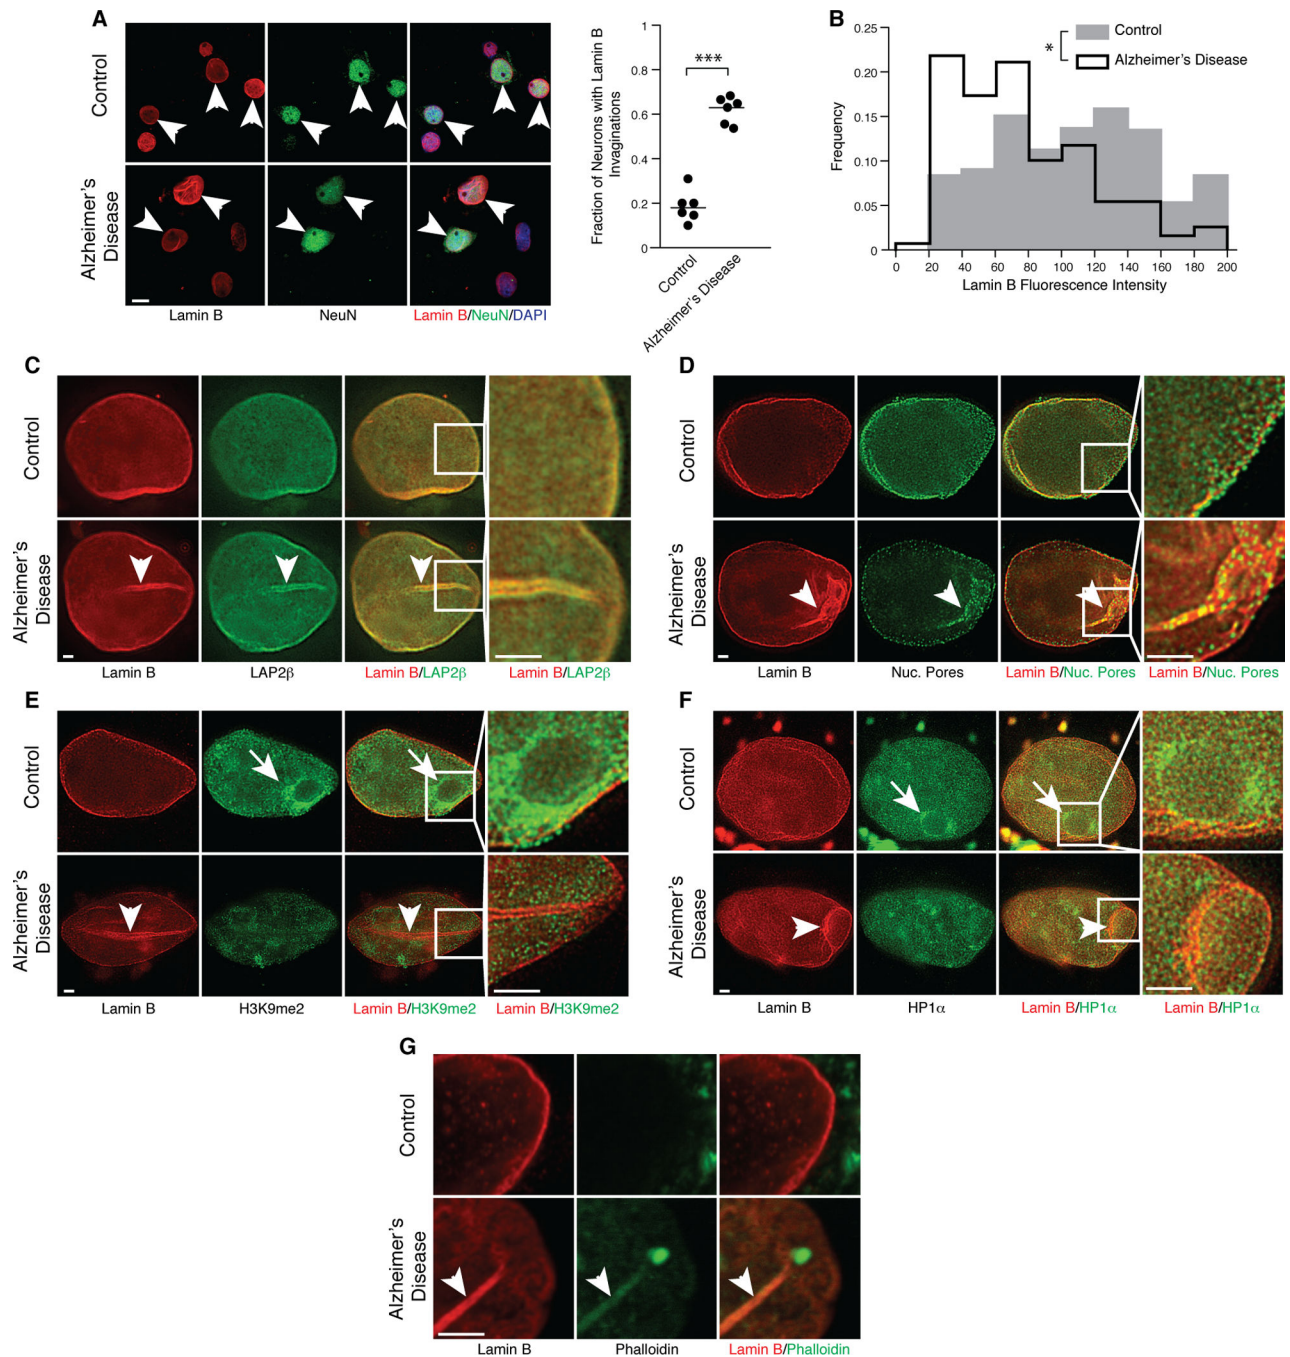 A
Control
Alzheimer's
Disease
Lamin B
NeuN
Lamin B/NeuN/DAPI
Fraction of Neurons with Lamin B
Invaginations
1
0.8
0.6
0.4
0.2
0
***
Control
Alzheimer's Disease
B
Frequency
0.25
0.20
0.15
0.10
0.05
0
0 20 40 60 80 100 120 140 160 180 200
Lamin B Fluorescence Intensity
*
Control
Alzheimer's Disease
C
Control
Alzheimer's
Disease
Lamin B
LAP2β
Lamin B/LAP2β
Lamin B/LAP2β
D
Control
Alzheimer's
Disease
Lamin B
Nuc. Pores
Lamin B/Nuc. Pores
Lamin B/Nuc. Pores
E
Control
Alzheimer's
Disease
Lamin B
H3K9me2
Lamin B/H3K9me2
Lamin B/H3K9me2
F
Control
Alzheimer's
Disease
Lamin B
HP1α
Lamin B/HP1α
Lamin B/HP1α
G
Control
Alzheimer's
Disease
Lamin B
Phalloidin
Lamin B/Phalloidin